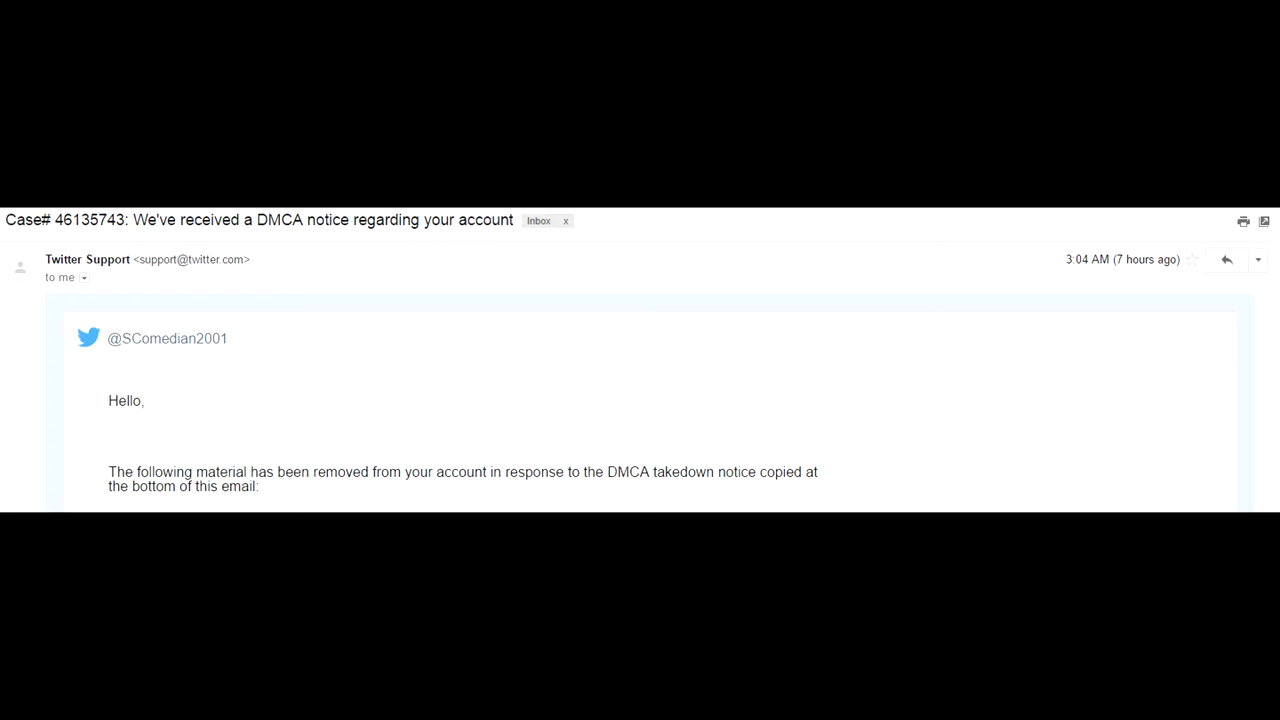 Case# 46135743: We've received a DMCA notice regarding your account Inbox x
Twitter Support <support@twitter.com> 3:04 AM (7 hours ago)
to me
@SComedian2001
Hello,
The following material has been removed from your account in response to the DMCA takedown notice copied at
the bottom of this email: